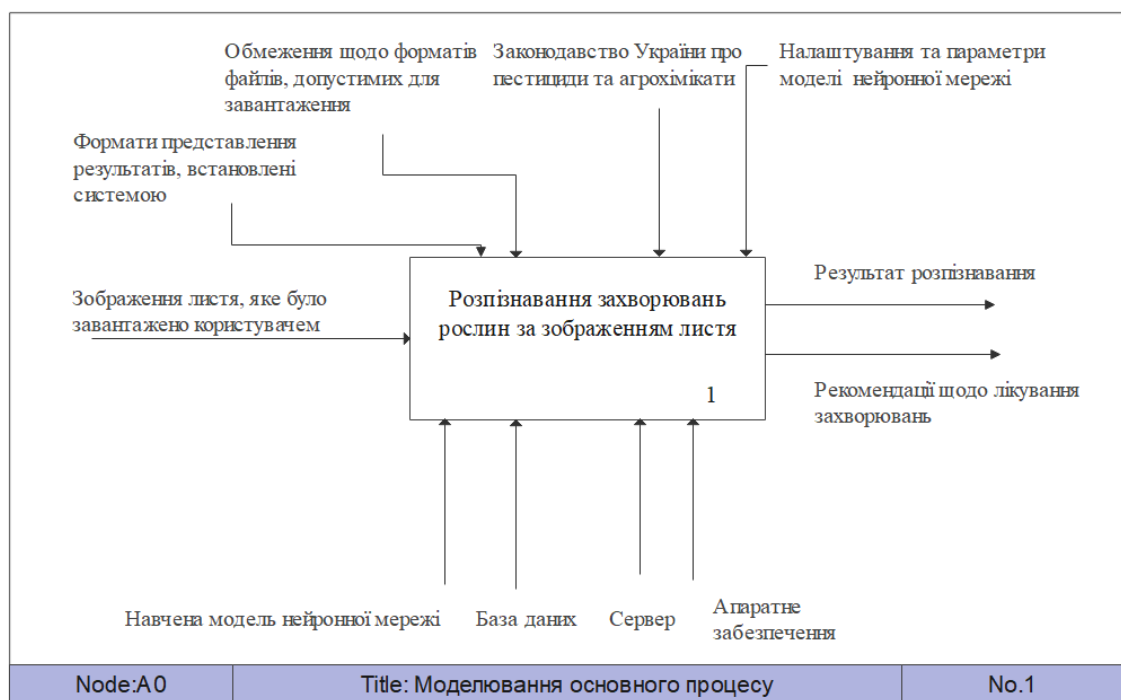 Обмеження щодо форматів
файлів, допустимих для
завантаження
Законодавство України про
пестициди та агрохімікати
Налаштування та параметри
моделі нейронної мережі
Формати представлення
результатів, встановлені
системою
Зображення листя, яке було
завантажено користувачем
Розпізнавання захворювань
рослин за зображенням листя
1
Результат розпізнавання
Рекомендації щодо лікування
захворювань
Навчена модель нейронної мережі
База даних
Сервер
Апаратне
забезпечення
Node:A0
Title: Моделювання основного процесу
No.1